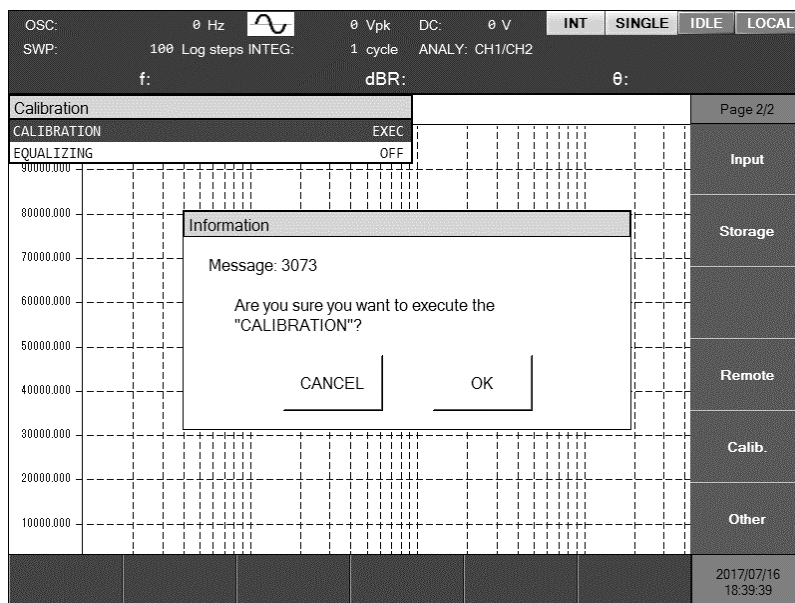 OSC: 0 Hz 0 Vpk DC: 0 V INT SINGLE IDLE LOCAL
SWP: 100 Log steps INTEG: 1 cycle ANALY: CH1/CH2
f: dBR: θ:
Calibration
CALIBRATION EXEC
EQUALIZING OFF
Page 2/2
Input
Storage
Remote
Calib.
Other
90000.000
80000.000
70000.000
60000.000
50000.000
40000.000
30000.000
20000.000
10000.000
Information
Message: 3073
Are you sure you want to execute the
"CALIBRATION"?
CANCEL OK
2017/07/16
18:39:39